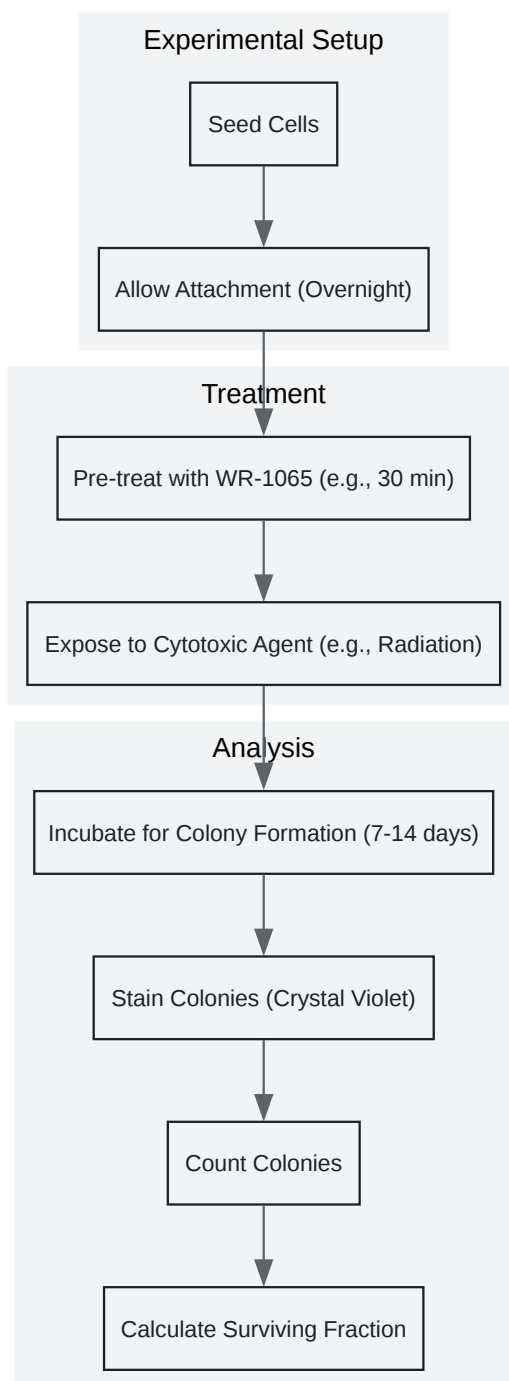 Experimental Setup
Seed Cells
Allow Attachment (Overnight)
Treatment
Pre-treat with WR-1065 (e.g., 30 min)
Expose to Cytotoxic Agent (e.g., Radiation)
Analysis
Incubate for Colony Formation (7-14 days)
Stain Colonies (Crystal Violet)
Count Colonies
Calculate Surviving Fraction